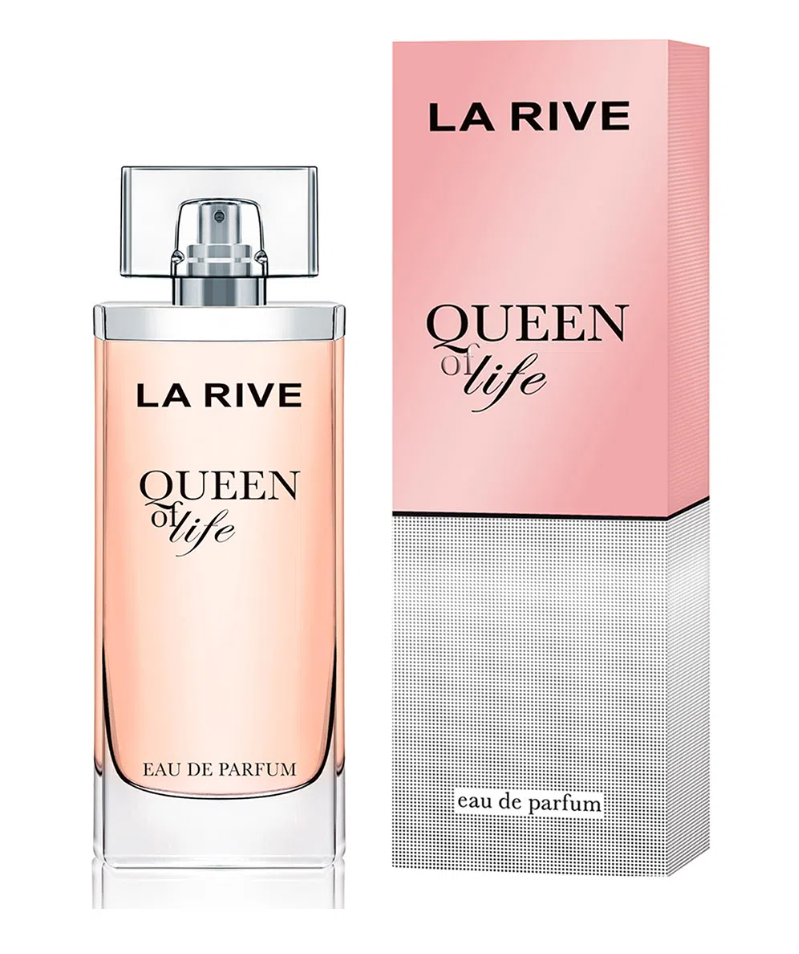 LA RIVE
QUEEN
of life
EAU DE PARFUM
LA RIVE
QUEEN
of life
eau de parfum